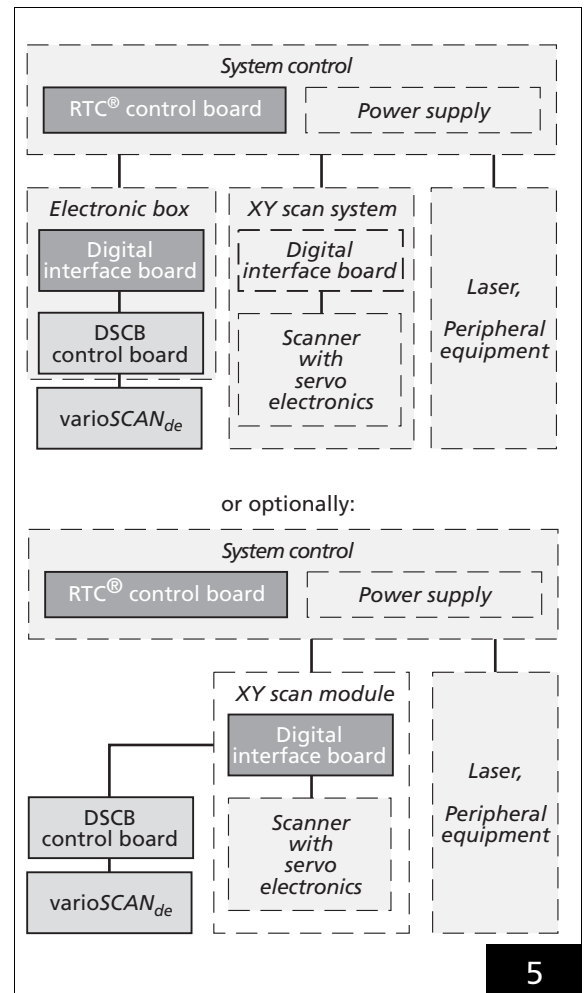 System control
RTC® control board
Power supply
Electronic box
Digital
interface board
DSCB
control board
varioSCANde
XY scan system
Digital
interface board
Scanner
with
servo
electronics
Laser,
Peripheral
equipment
or optionally:
System control
RTC® control board
Power supply
XY scan module
Digital
interface board
Scanner
with
servo
electronics
DSCB
control board
varioSCANde
Laser,
Peripheral
equipment
5